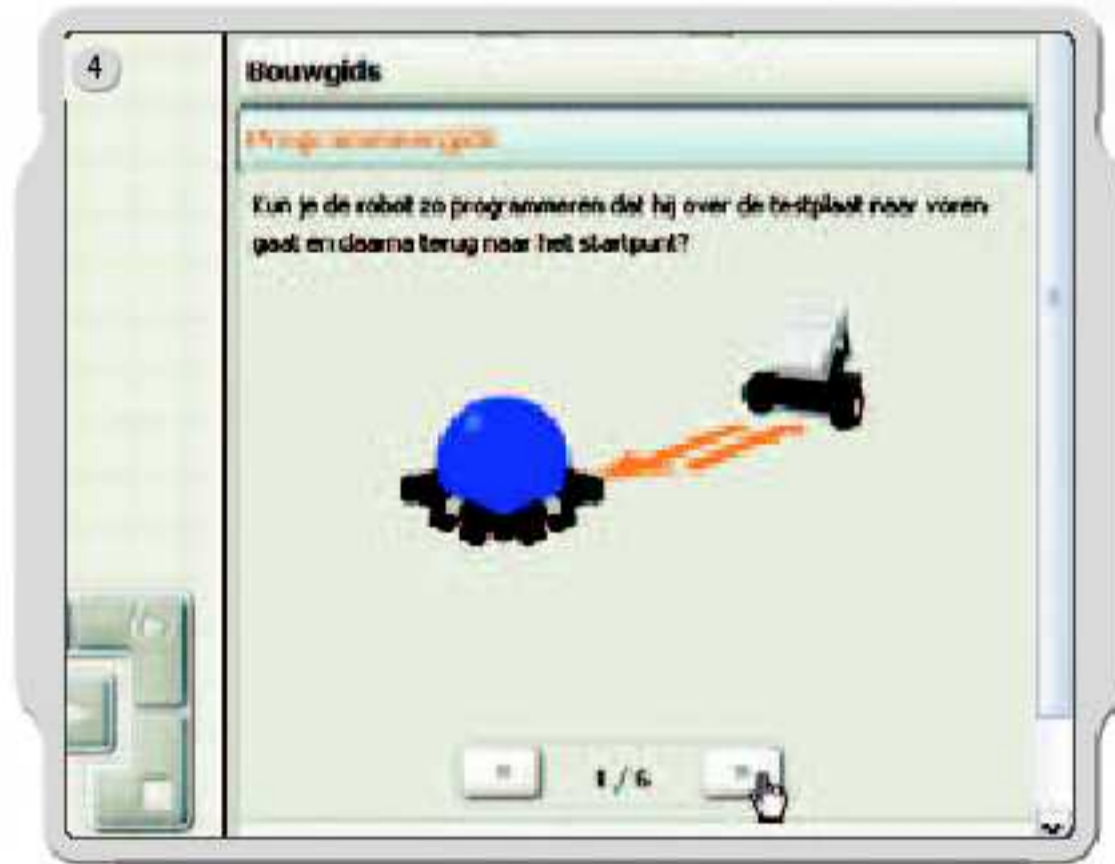 4
Bouwgids
Programmeergids
Kun je de robot zo programmeren dat hij over de testplaat naar voren
gaat en daarna terug naar het startpunt?
1 / 6